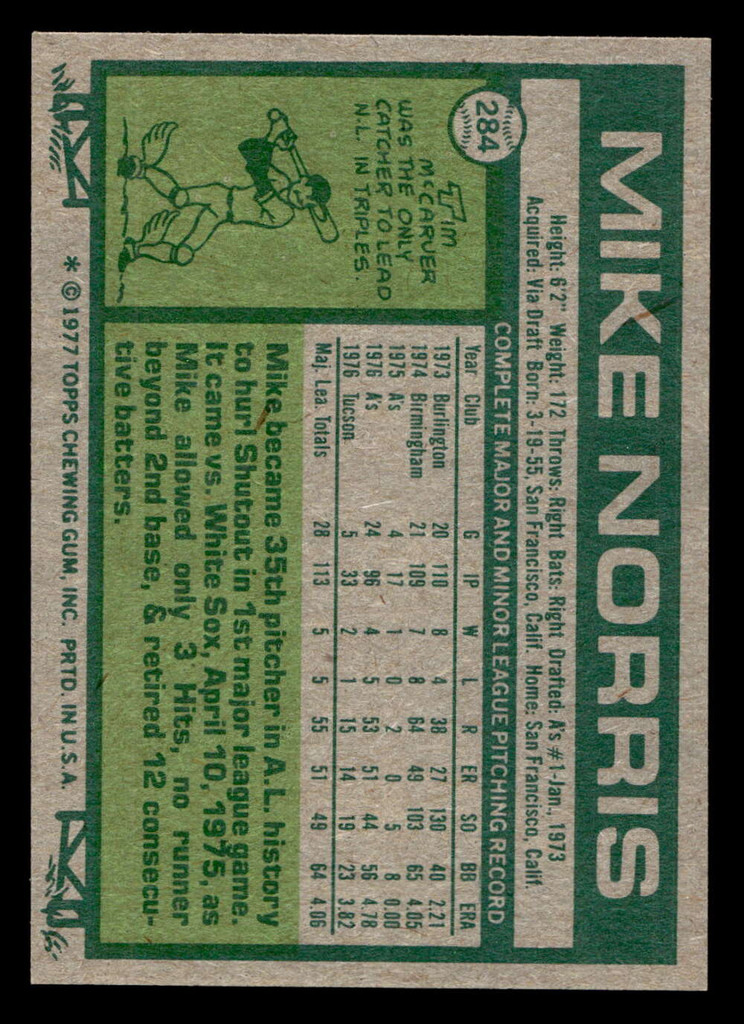 MIKE NORRIS
Height: 6'2" Weight: 172 Throws: Right Bats: Right Drafted: A's #1-Jan., 1973
Acquired: Via Draft Born: 3-19-55, San Francisco, Calif. Home: San Francisco, Calif.
284
TIM
McCARVER
WAS THE ONLY
CATCHER TO LEAD
N.L. IN TRIPLES.
COMPLETE MAJOR AND MINOR LEAGUE PITCHING RECORD
Year Club G IP W L R ER SO BB ERA
1973 Burlington 20 110 8 4 38 27 130 40 2.21
1974 Birmingham 21 109 7 8 64 49 103 65 4.05
1975 A's 4 17 1 0 2 0 5 8 0.00
1976 A's 24 96 4 5 53 51 44 56 4.78
1976 Tucson 5 33 2 1 15 14 19 23 3.82
Maj. Lea. Totals 28 113 5 5 55 51 49 64 4.06
Mike became 35th pitcher in A.L. history
to hurl Shutout in 1st major league game.
It came vs. White Sox, April 10, 1975, as
Mike allowed only 3 Hits, no runner
beyond 2nd base, & retired 12 consecu-
tive batters.
* © 1977 TOPPS CHEWING GUM, INC. PRTD. IN U.S.A.